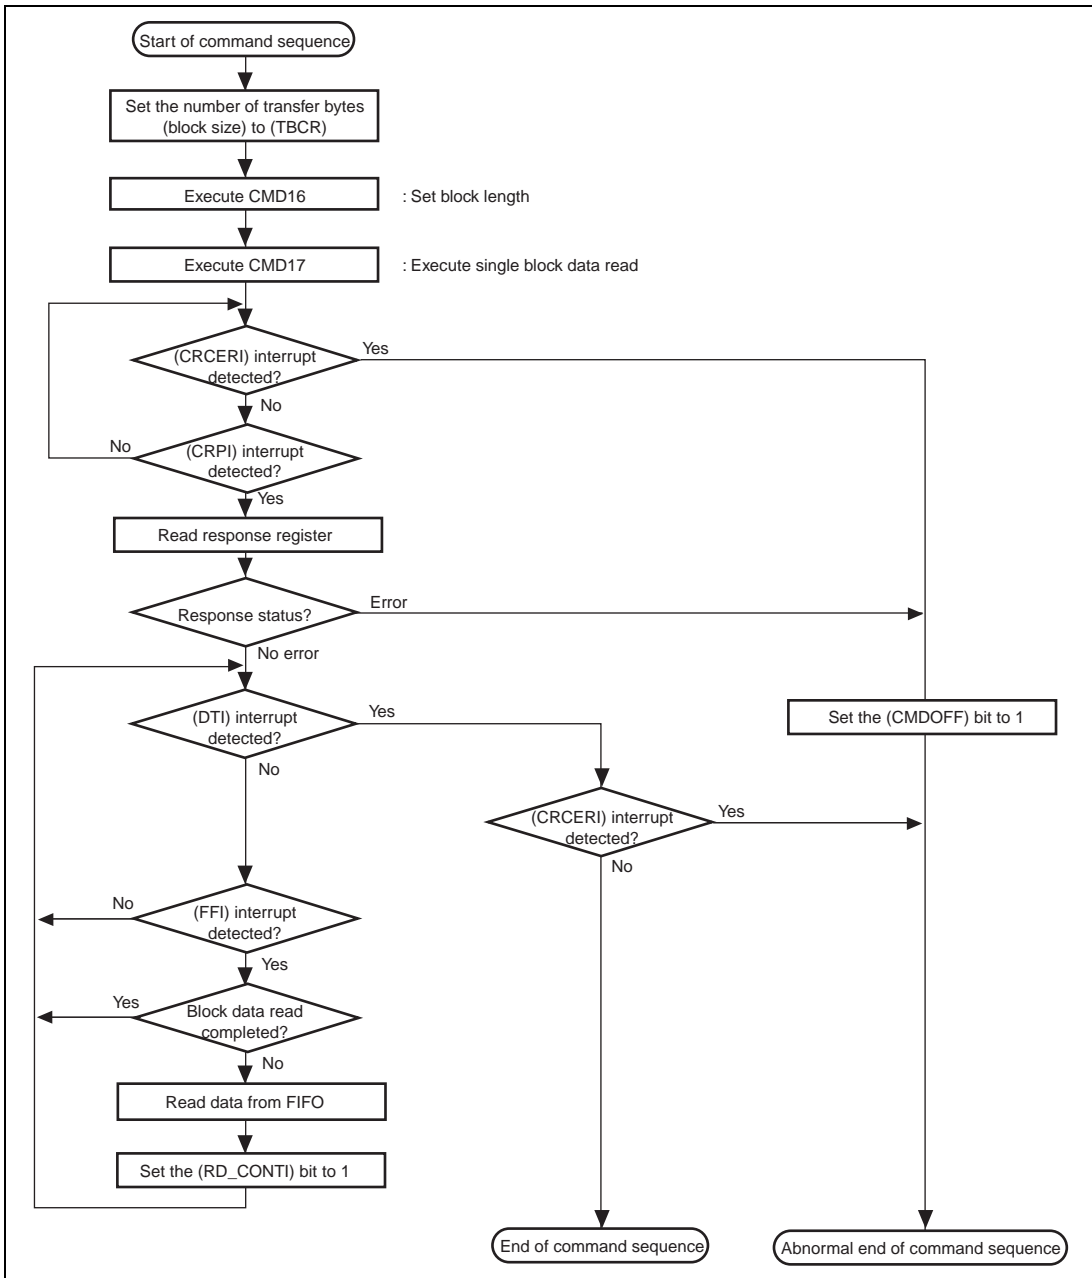 Start of command sequence
Set the number of transfer bytes
(block size) to (TBCR)
Execute CMD16
: Set block length
Execute CMD17
: Execute single block data read
(CRCERI) interrupt
detected?
Yes
No
(CRPI) interrupt
detected?
No
Yes
Read response register
Response status?
Error
No error
(DTI) interrupt
detected?
Yes
No
Set the (CMDOFF) bit to 1
(CRCERI) interrupt
detected?
Yes
No
(FFI) interrupt
detected?
No
Yes
Block data read
completed?
Yes
No
Read data from FIFO
Set the (RD_CONTI) bit to 1
End of command sequence
Abnormal end of command sequence